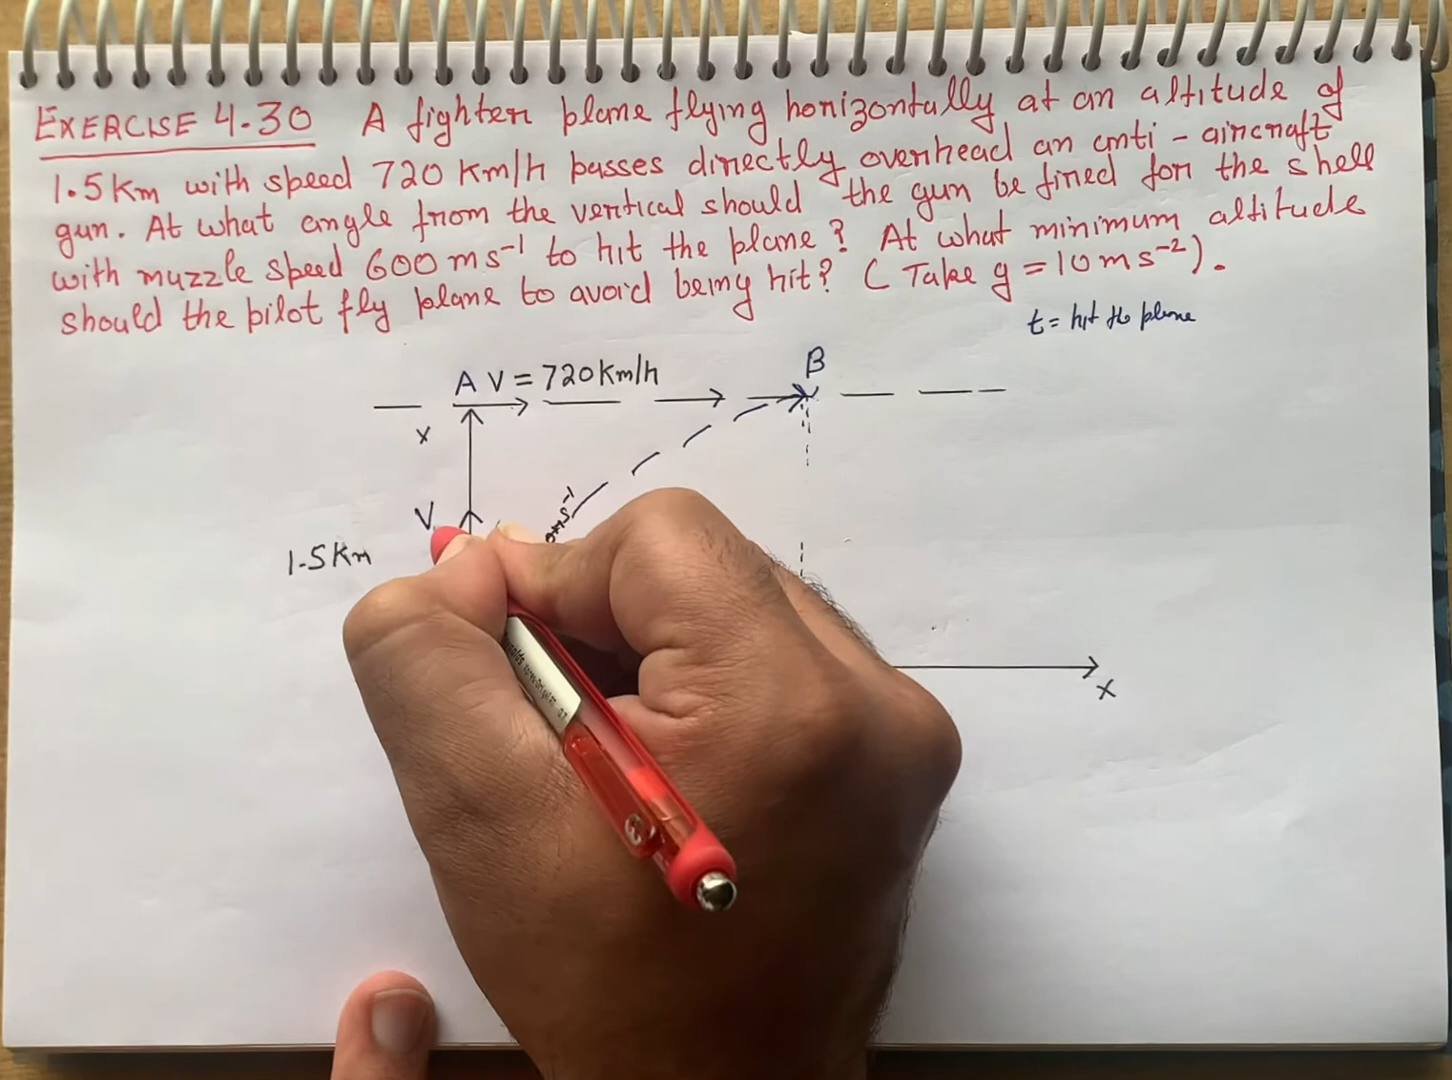 EXERCISE 4.30 A fighter plane flying horizontally at an altitude of
1.5 km with speed 720 km/h passes directly overhead an anti-aircraft
gun. At what angle from the vertical should the gun be fired for the shell
with muzzle speed 600 ms⁻¹ to hit the plane? At what minimum altitude
should the pilot fly plane to avoid being hit? (Take g = 10 ms⁻²).
t = hit the plane
A V = 720 Km/h
B
x
V
ms⁻¹
1.5 Km
X